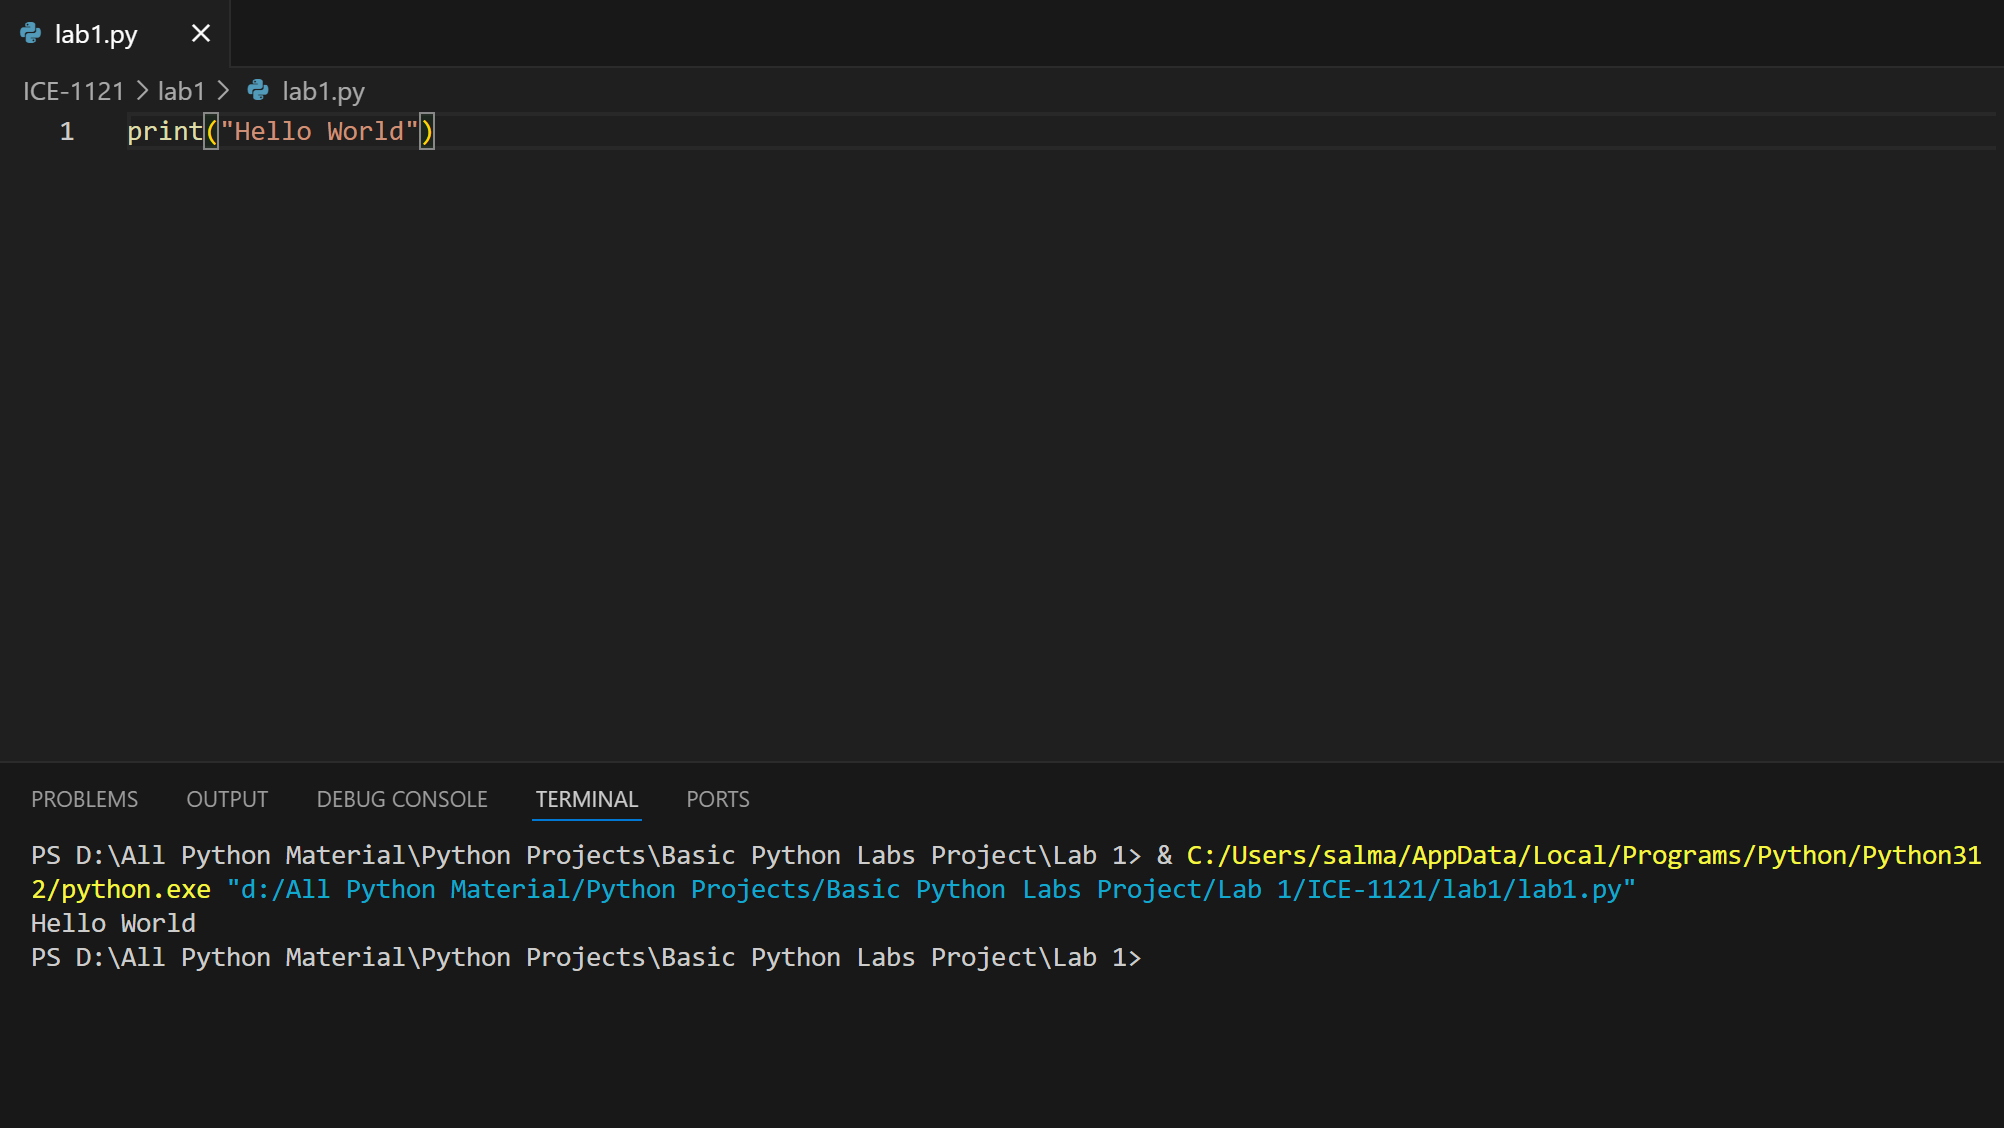 lab1.py
ICE-1121 > lab1 > lab1.py
1 print("Hello World")
PROBLEMS OUTPUT DEBUG CONSOLE TERMINAL PORTS
PS D:\All Python Material\Python Projects\Basic Python Labs Project\Lab 1> & C:/Users/salma/AppData/Local/Programs/Python/Python31
2/python.exe "d:/All Python Material/Python Projects/Basic Python Labs Project/Lab 1/ICE-1121/lab1/lab1.py"
Hello World
PS D:\All Python Material\Python Projects\Basic Python Labs Project\Lab 1>